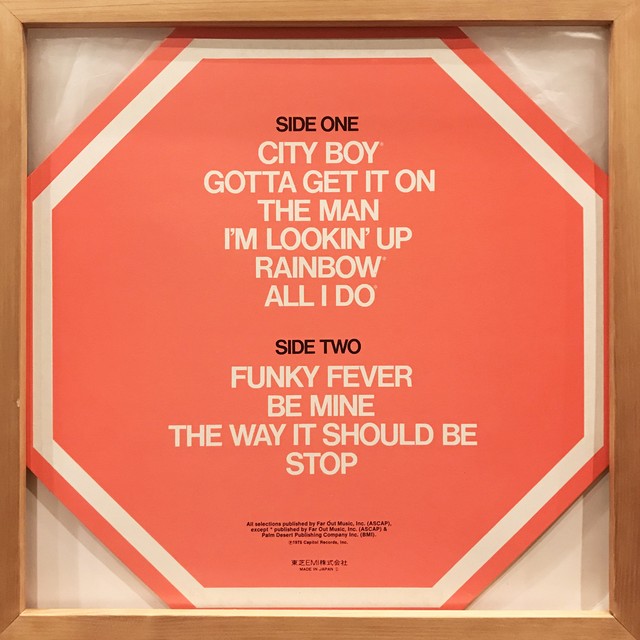 SIDE ONE
CITY BOY*
GOTTA GET IT ON
THE MAN
I'M LOOKIN' UP
RAINBOW*
ALL I DO*
SIDE TWO
FUNKY FEVER
BE MINE
THE WAY IT SHOULD BE
STOP
All selections published by Far Out Music, Inc. (ASCAP),
except * published by Far Out Music, Inc. (ASCAP) &
Palm Desert Publishing Company Inc. (BMI).
Ⓟ1975 Capitol Records, Inc.
東芝EMI株式会社
MADE IN JAPAN